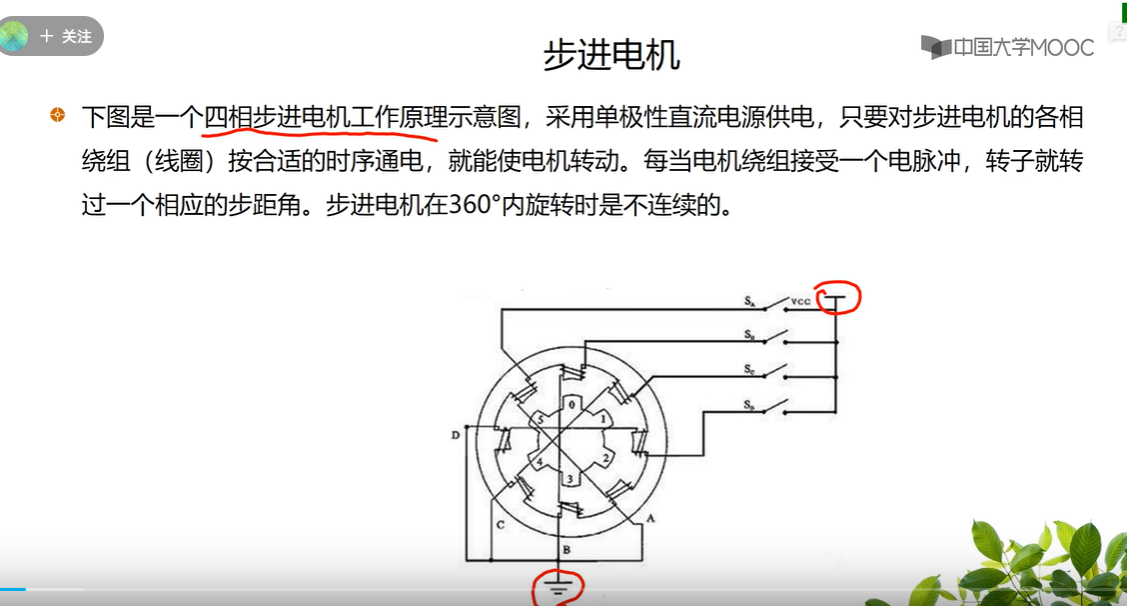 关注
步进电机
中国大学MOOC
下图是一个四相步进电机工作原理示意图，采用单极性直流电源供电，只要对步进电机的各相
绕组（线圈）按合适的时序通电，就能使电机转动。每当电机绕组接受一个电脉冲，转子就转
过一个相应的步距角。步进电机在360°内旋转时是不连续的。
SA VCC
SB
SC
SD
0
5 1
D
4 2
3
C A
B